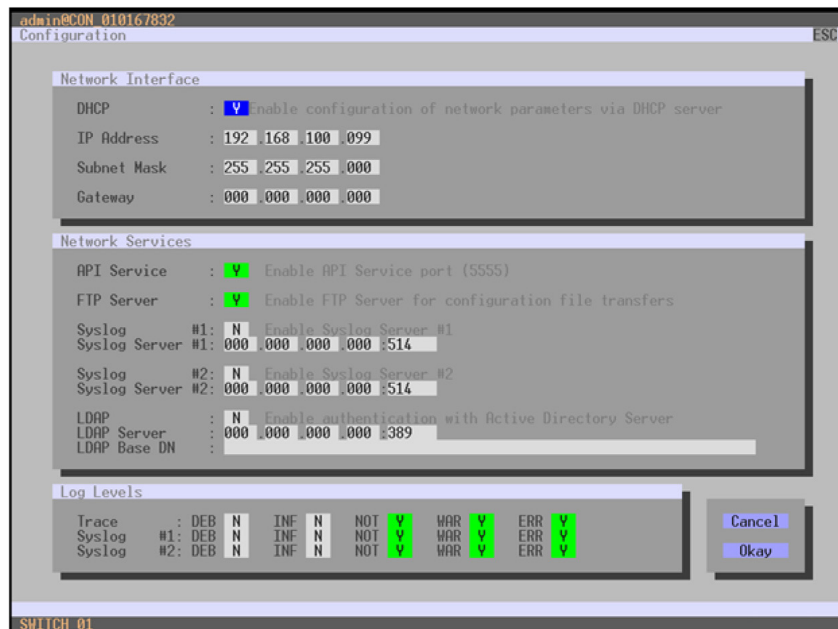 admin@CON_010167832
Configuration ESC
Network Interface
DHCP : Y Enable configuration of network parameters via DHCP server
IP Address : 192 .168 .100 .099
Subnet Mask : 255 .255 .255 .000
Gateway : 000 .000 .000 .000
Network Services
API Service : Y Enable API Service port (5555)
FTP Server : Y Enable FTP Server for configuration file transfers
Syslog #1: N Enable Syslog Server #1
Syslog Server #1: 000 .000 .000 .000 :514
Syslog #2: N Enable Syslog Server #2
Syslog Server #2: 000 .000 .000 .000 :514
LDAP : N Enable authentication with Active Directory Server
LDAP Server : 000 .000 .000 .000 :389
LDAP Base DN :
Log Levels
Trace : DEB N INF N NOT Y WAR Y ERR Y
Syslog #1: DEB N INF N NOT Y WAR Y ERR Y
Syslog #2: DEB N INF N NOT Y WAR Y ERR Y
Cancel
Okay
SWITCH_01